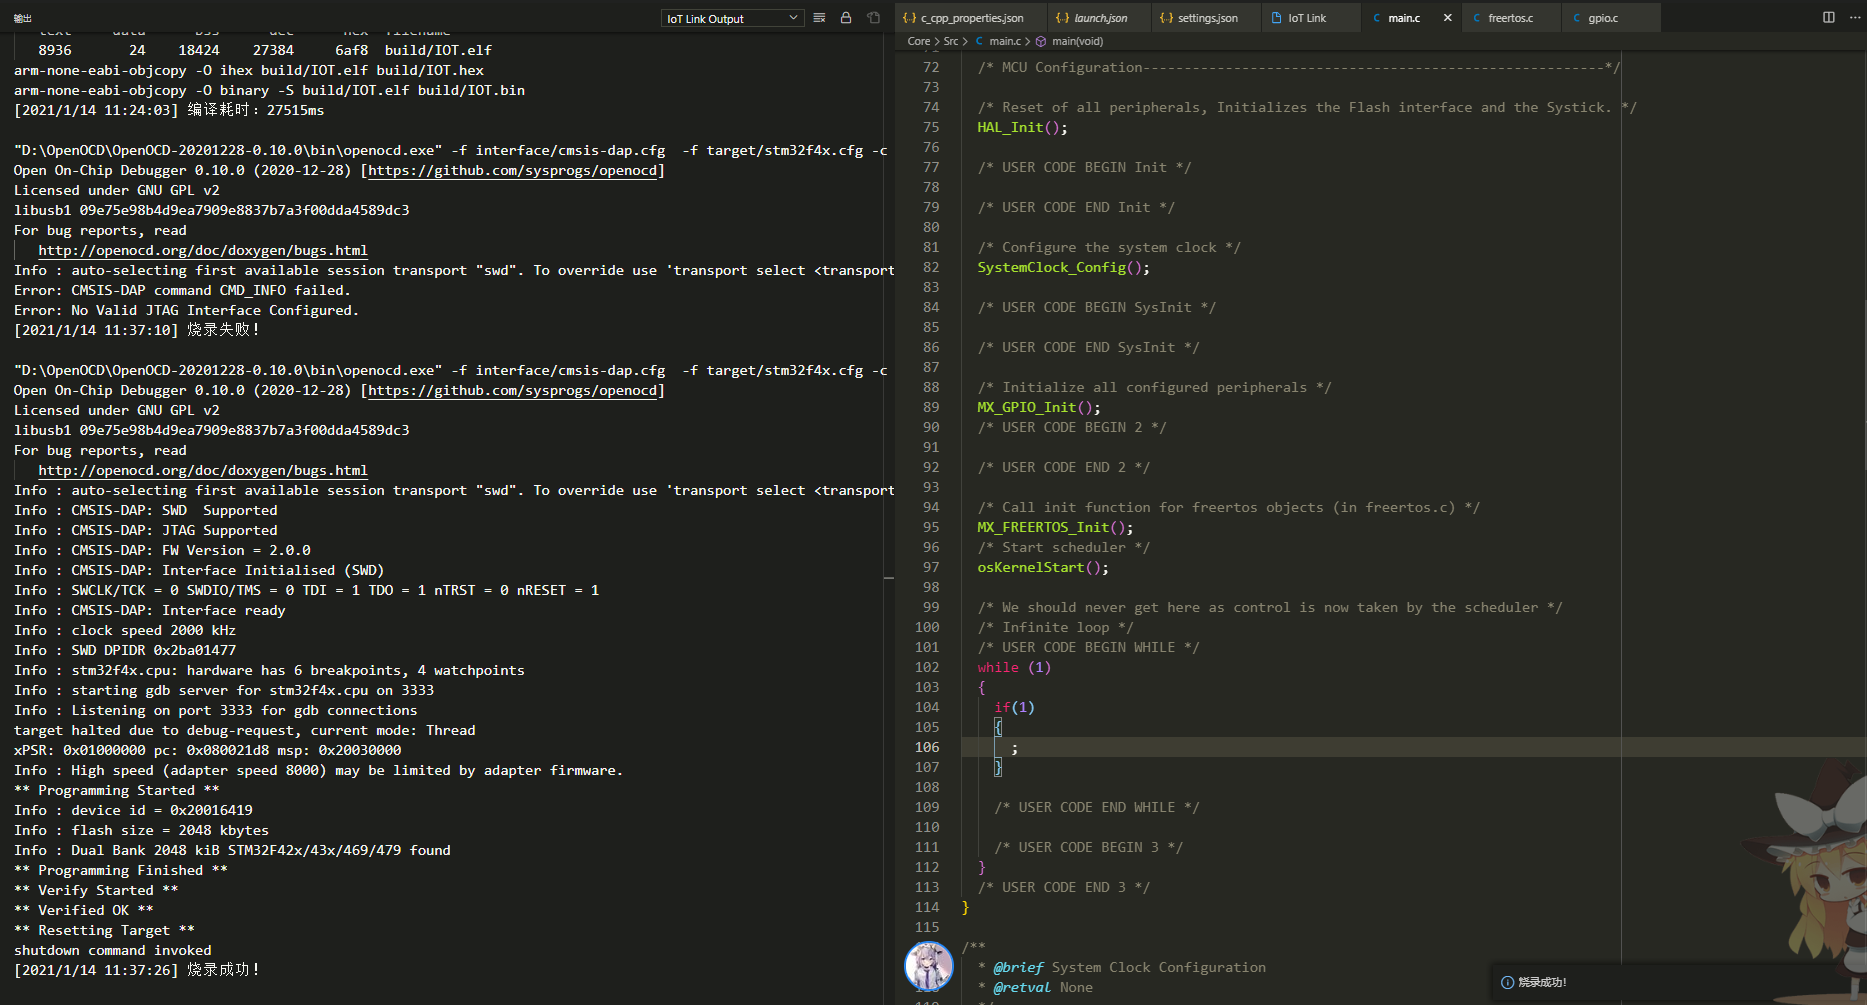 输出
IoT Link Output
text data bss dec hex filename
8936 24 18424 27384 6af8 build/IOT.elf
arm-none-eabi-objcopy -O ihex build/IOT.elf build/IOT.hex
arm-none-eabi-objcopy -O binary -S build/IOT.elf build/IOT.bin
[2021/1/14 11:24:03] 编译耗时：27515ms
"D:\OpenOCD\OpenOCD-20201228-0.10.0\bin\openocd.exe" -f interface/cmsis-dap.cfg  -f target/stm32f4x.cfg -c
Open On-Chip Debugger 0.10.0 (2020-12-28) [https://github.com/sysprogs/openocd]
Licensed under GNU GPL v2
libusb1 09e75e98b4d9ea7909e8837b7a3f00dda4589dc3
For bug reports, read
http://openocd.org/doc/doxygen/bugs.html
Info : auto-selecting first available session transport "swd". To override use 'transport select <transport
Error: CMSIS-DAP command CMD_INFO failed.
Error: No Valid JTAG Interface Configured.
[2021/1/14 11:37:10] 烧录失败！
"D:\OpenOCD\OpenOCD-20201228-0.10.0\bin\openocd.exe" -f interface/cmsis-dap.cfg  -f target/stm32f4x.cfg -c
Open On-Chip Debugger 0.10.0 (2020-12-28) [https://github.com/sysprogs/openocd]
Licensed under GNU GPL v2
libusb1 09e75e98b4d9ea7909e8837b7a3f00dda4589dc3
For bug reports, read
http://openocd.org/doc/doxygen/bugs.html
Info : auto-selecting first available session transport "swd". To override use 'transport select <transport
Info : CMSIS-DAP: SWD  Supported
Info : CMSIS-DAP: JTAG Supported
Info : CMSIS-DAP: FW Version = 2.0.0
Info : CMSIS-DAP: Interface Initialised (SWD)
Info : SWCLK/TCK = 0 SWDIO/TMS = 0 TDI = 1 TDO = 1 nTRST = 0 nRESET = 1
Info : CMSIS-DAP: Interface ready
Info : clock speed 2000 kHz
Info : SWD DPIDR 0x2ba01477
Info : stm32f4x.cpu: hardware has 6 breakpoints, 4 watchpoints
Info : starting gdb server for stm32f4x.cpu on 3333
Info : Listening on port 3333 for gdb connections
target halted due to debug-request, current mode: Thread
xPSR: 0x01000000 pc: 0x080021d8 msp: 0x20030000
Info : High speed (adapter speed 8000) may be limited by adapter firmware.
** Programming Started **
Info : device id = 0x20016419
Info : flash size = 2048 kbytes
Info : Dual Bank 2048 kiB STM32F42x/43x/469/479 found
** Programming Finished **
** Verify Started **
** Verified OK **
** Resetting Target **
shutdown command invoked
[2021/1/14 11:37:26] 烧录成功！
{..} c_cpp_properties.json {..} launch.json {..} settings.json IoT Link C main.c × C freertos.c C gpio.c ···
Core > Src > C main.c > main(void)
72 /* MCU Configuration--------------------------------------------------------*/
73
74 /* Reset of all peripherals, Initializes the Flash interface and the Systick. */
75 HAL_Init();
76
77 /* USER CODE BEGIN Init */
78
79 /* USER CODE END Init */
80
81 /* Configure the system clock */
82 SystemClock_Config();
83
84 /* USER CODE BEGIN SysInit */
85
86 /* USER CODE END SysInit */
87
88 /* Initialize all configured peripherals */
89 MX_GPIO_Init();
90 /* USER CODE BEGIN 2 */
91
92 /* USER CODE END 2 */
93
94 /* Call init function for freertos objects (in freertos.c) */
95 MX_FREERTOS_Init();
96 /* Start scheduler */
97 osKernelStart();
98
99 /* We should never get here as control is now taken by the scheduler */
100 /* Infinite loop */
101 /* USER CODE BEGIN WHILE */
102 while (1)
103 {
104 if(1)
105 {
106 ;
107 }
108
109 /* USER CODE END WHILE */
110
111 /* USER CODE BEGIN 3 */
112 }
113 /* USER CODE END 3 */
114 }
115
/**
* @brief System Clock Configuration
* @retval None
烧录成功!